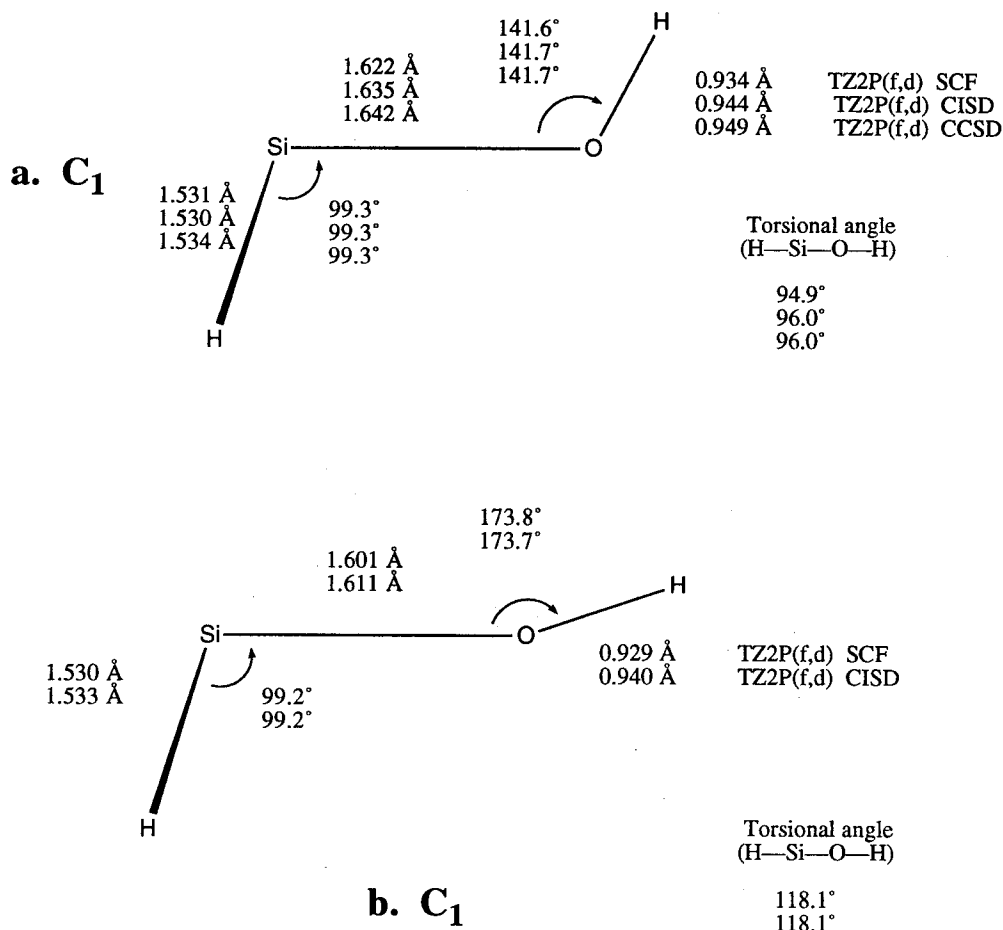 141.6°
141.7°
141.7°
H
1.622 Å
1.635 Å
1.642 Å
0.934 Å TZ2P(f,d) SCF
0.944 Å TZ2P(f,d) CISD
0.949 Å TZ2P(f,d) CCSD
Si
O
a. C1
1.531 Å
1.530 Å
1.534 Å
99.3°
99.3°
99.3°
H
Torsional angle
(H—Si—O—H)
94.9°
96.0°
96.0°
173.8°
173.7°
1.601 Å
1.611 Å
H
Si
O
0.929 Å TZ2P(f,d) SCF
0.940 Å TZ2P(f,d) CISD
1.530 Å
1.533 Å
99.2°
99.2°
H
Torsional angle
(H—Si—O—H)
118.1°
118.1°
b. C1